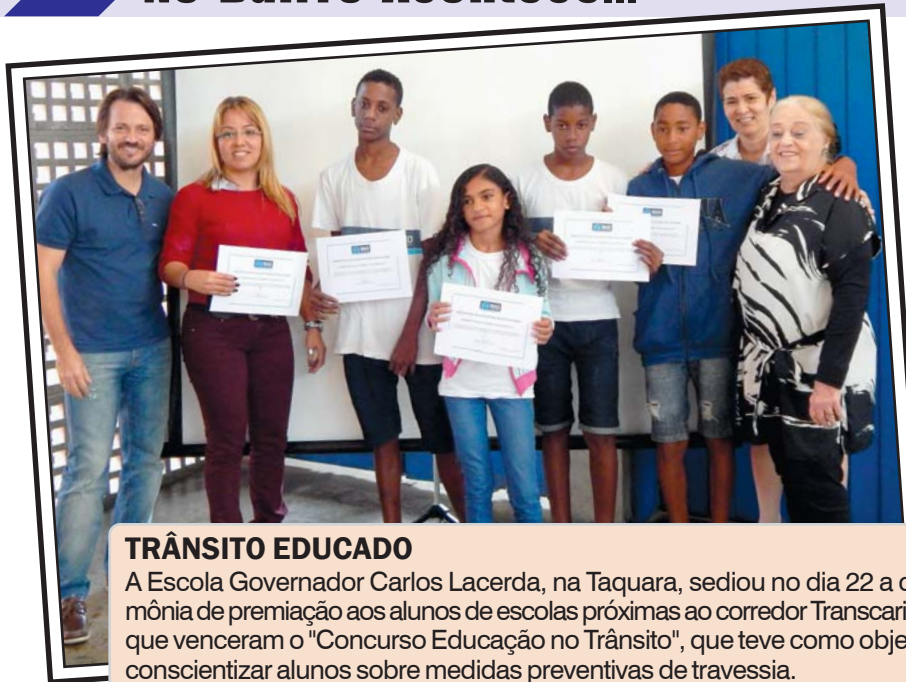 TRÂNSITO EDUCADO
A Escola Governador Carlos Lacerda, na Taquara, sediou no dia 22 a
mônia de premiação aos alunos de escolas próximas ao corredor
que venceram o "Concurso Educação no Trânsito", que teve como
conscientizar alunos sobre medidas preventivas de travessia.